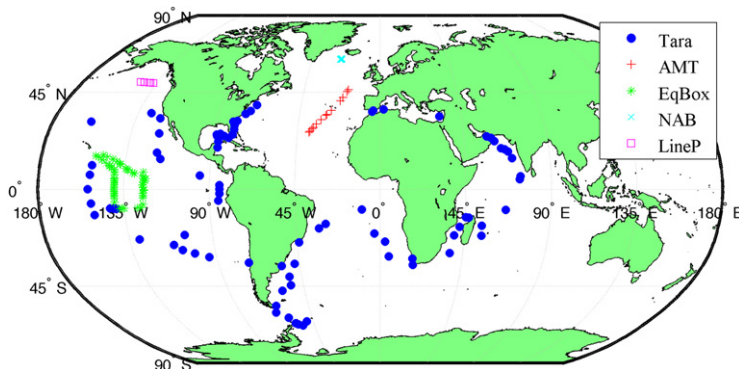 90° N
Tara
AMT
EqBox
NAB
LineP
45° N
0°
180° W
135° W
90° W
45° W
0°
45° E
90° E
135° E
180° E
45° S
90° S